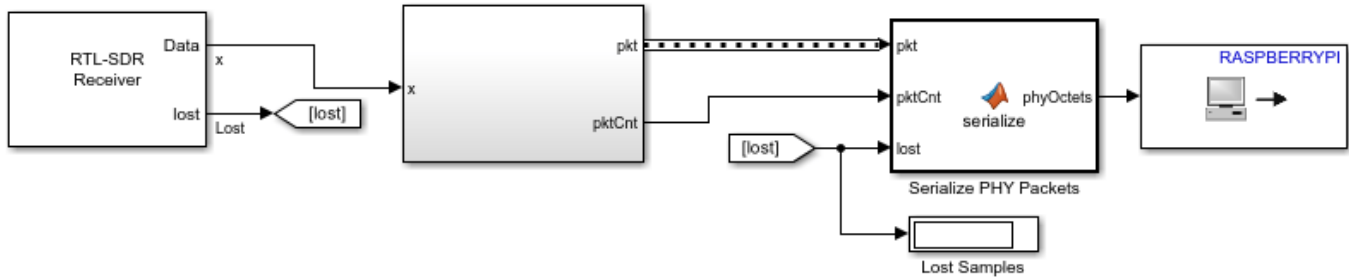 RTL-SDR
Receiver
Data
x
lost
Lost
[lost]
x
pkt
pktCnt
[lost]
pkt
pktCnt
lost
serialize
phyOctets
Serialize PHY Packets
Lost Samples
RASPBERRYPI